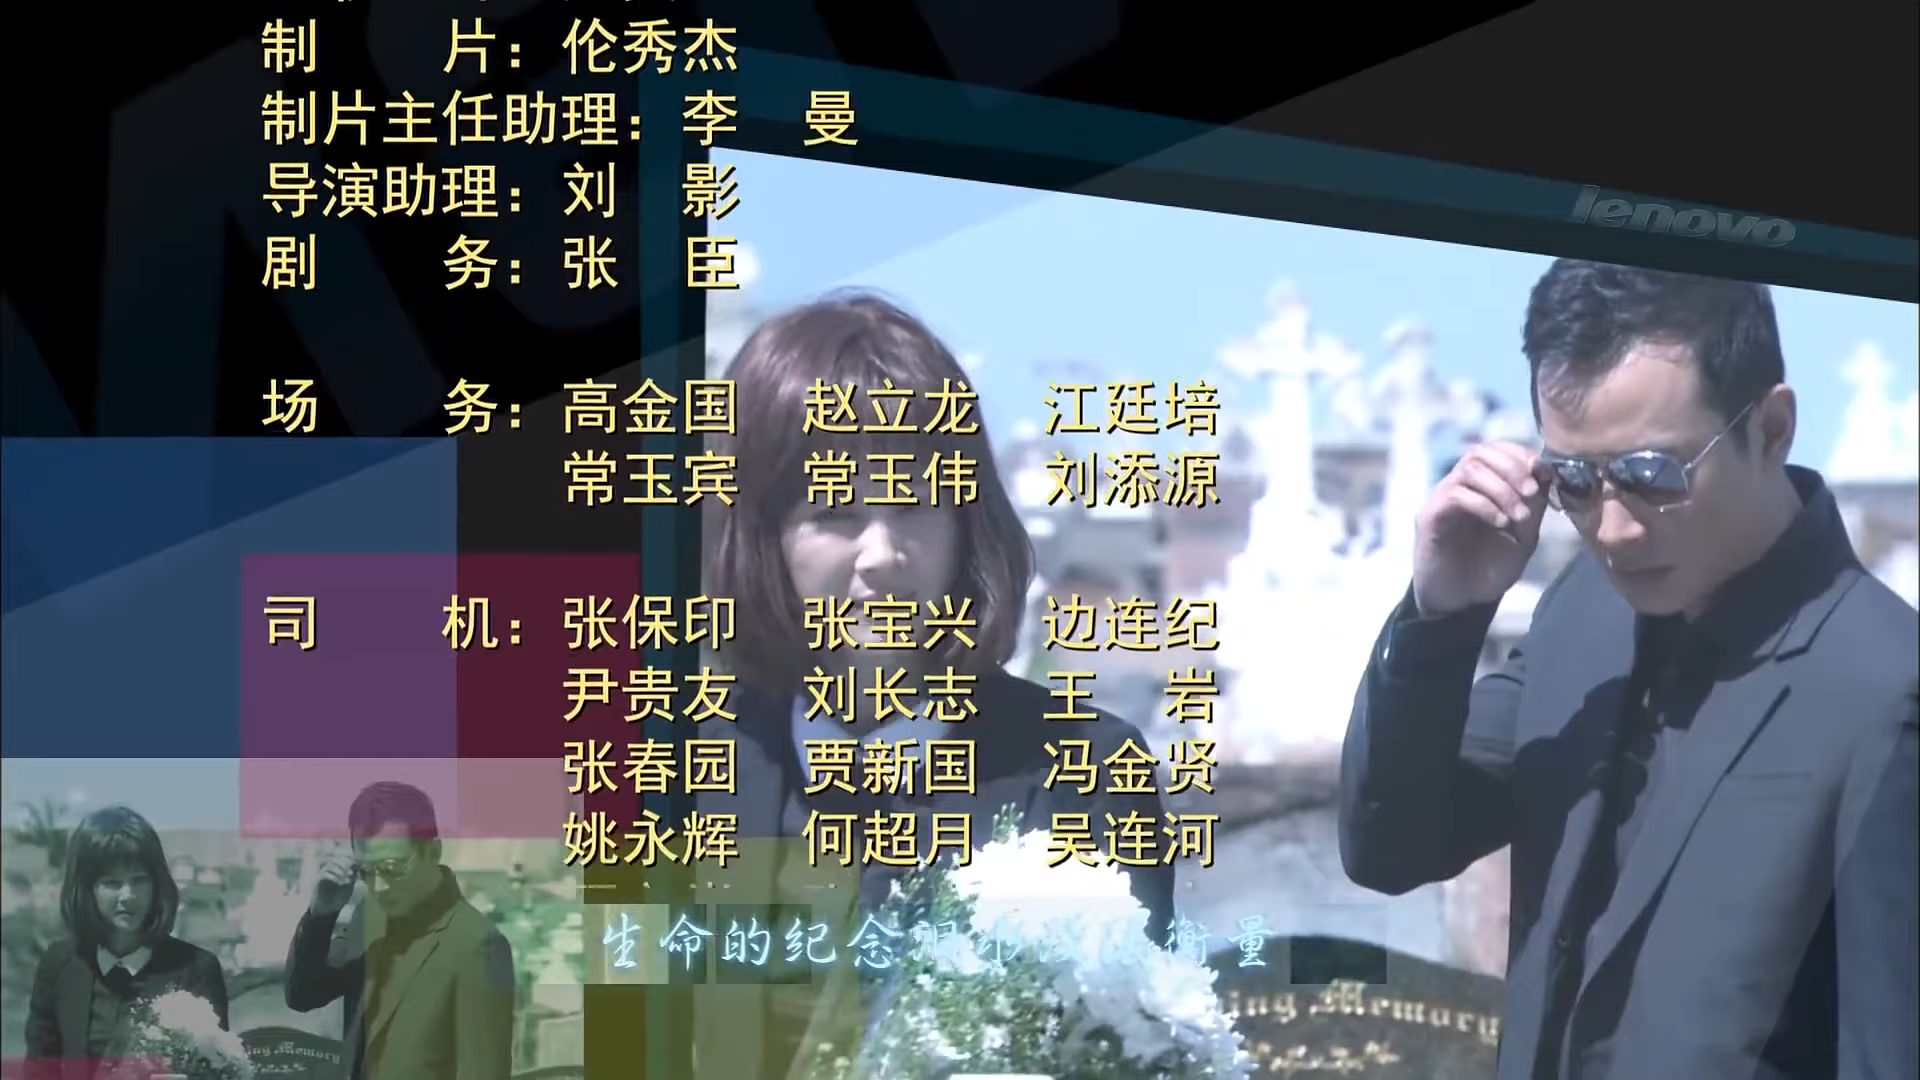 制 片：伦秀杰
制片主任助理：李 曼
导演助理：刘 影
剧 务：张 臣
lenovo
场 务：高金国 赵立龙 江廷培
常玉宾 常玉伟 刘添源
司 机：张保印 张宝兴 边连纪
尹贵友 刘长志 王 岩
张春园 贾新国 冯金贤
姚永辉 何超月 吴连河
生命的纪念 衡量
Memory
Memory